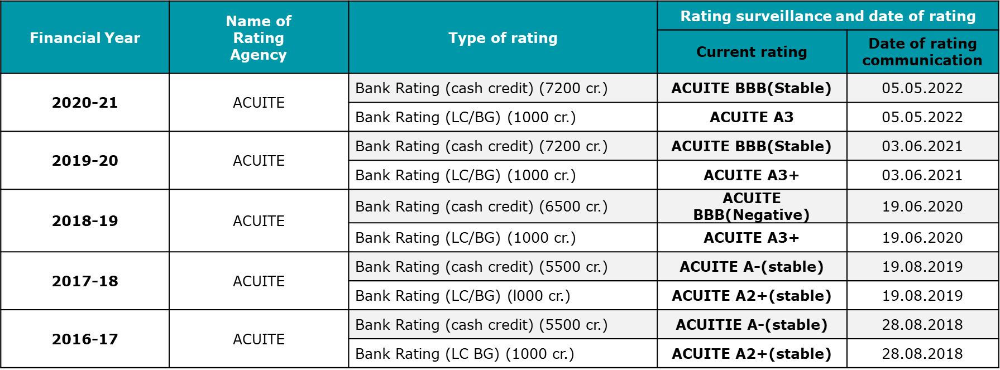 Financial Year
Name of
Rating
Agency
Type of rating
Rating surveillance and date of rating
Current rating
Date of rating
communication
2020-21
ACUITE
Bank Rating (cash credit) (7200 cr.)
ACUITE BBB(Stable)
05.05.2022
Bank Rating (LC/BG) (1000 cr.)
ACUITE A3
05.05.2022
2019-20
ACUITE
Bank Rating (cash credit) (7200 cr.)
ACUITE BBB(Stable)
03.06.2021
Bank Rating (LC/BG) (1000 cr.)
ACUITE A3+
03.06.2021
2018-19
ACUITE
Bank Rating (cash credit) (6500 cr.)
ACUITE
BBB(Negative)
19.06.2020
Bank Rating (LC/BG) (1000 cr.)
ACUITE A3+
19.06.2020
2017-18
ACUITE
Bank Rating (cash credit) (5500 cr.)
ACUITE A-(stable)
19.08.2019
Bank Rating (LC/BG) (l000 cr.)
ACUITE A2+(stable)
19.08.2019
2016-17
ACUITE
Bank Rating (cash credit) (5500 cr.)
ACUITIE A-(stable)
28.08.2018
Bank Rating (LC BG) (1000 cr.)
ACUITE A2+(stable)
28.08.2018